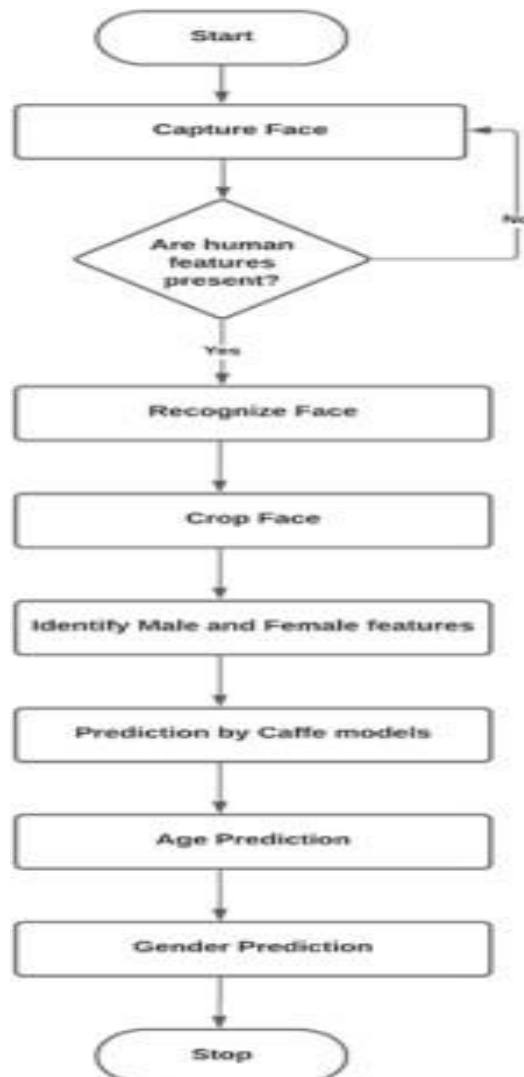 Start
Capture Face
No
Are human
features
present?
Yes
Recognize Face
Crop Face
Identify Male and Female features
Prediction by Caffe models
Age Prediction
Gender Prediction
Stop